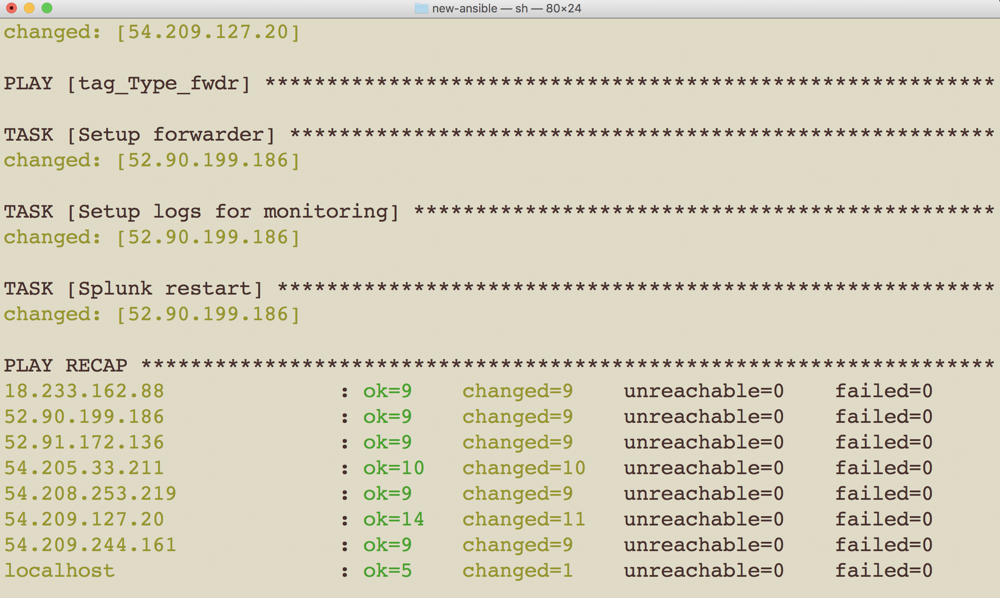 new-ansible — sh — 80×24
changed: [54.209.127.20]
PLAY [tag_Type_fwdr] ***********************************************************
TASK [Setup forwarder] *********************************************************
changed: [52.90.199.186]
TASK [Setup logs for monitoring] ***********************************************
changed: [52.90.199.186]
TASK [Splunk restart] **********************************************************
changed: [52.90.199.186]
PLAY RECAP *********************************************************************
18.233.162.88              : ok=9    changed=9    unreachable=0    failed=0
52.90.199.186              : ok=9    changed=9    unreachable=0    failed=0
52.91.172.136              : ok=9    changed=9    unreachable=0    failed=0
54.205.33.211              : ok=10   changed=10   unreachable=0    failed=0
54.208.253.219             : ok=9    changed=9    unreachable=0    failed=0
54.209.127.20              : ok=14   changed=11   unreachable=0    failed=0
54.209.244.161             : ok=9    changed=9    unreachable=0    failed=0
localhost                  : ok=5    changed=1    unreachable=0    failed=0